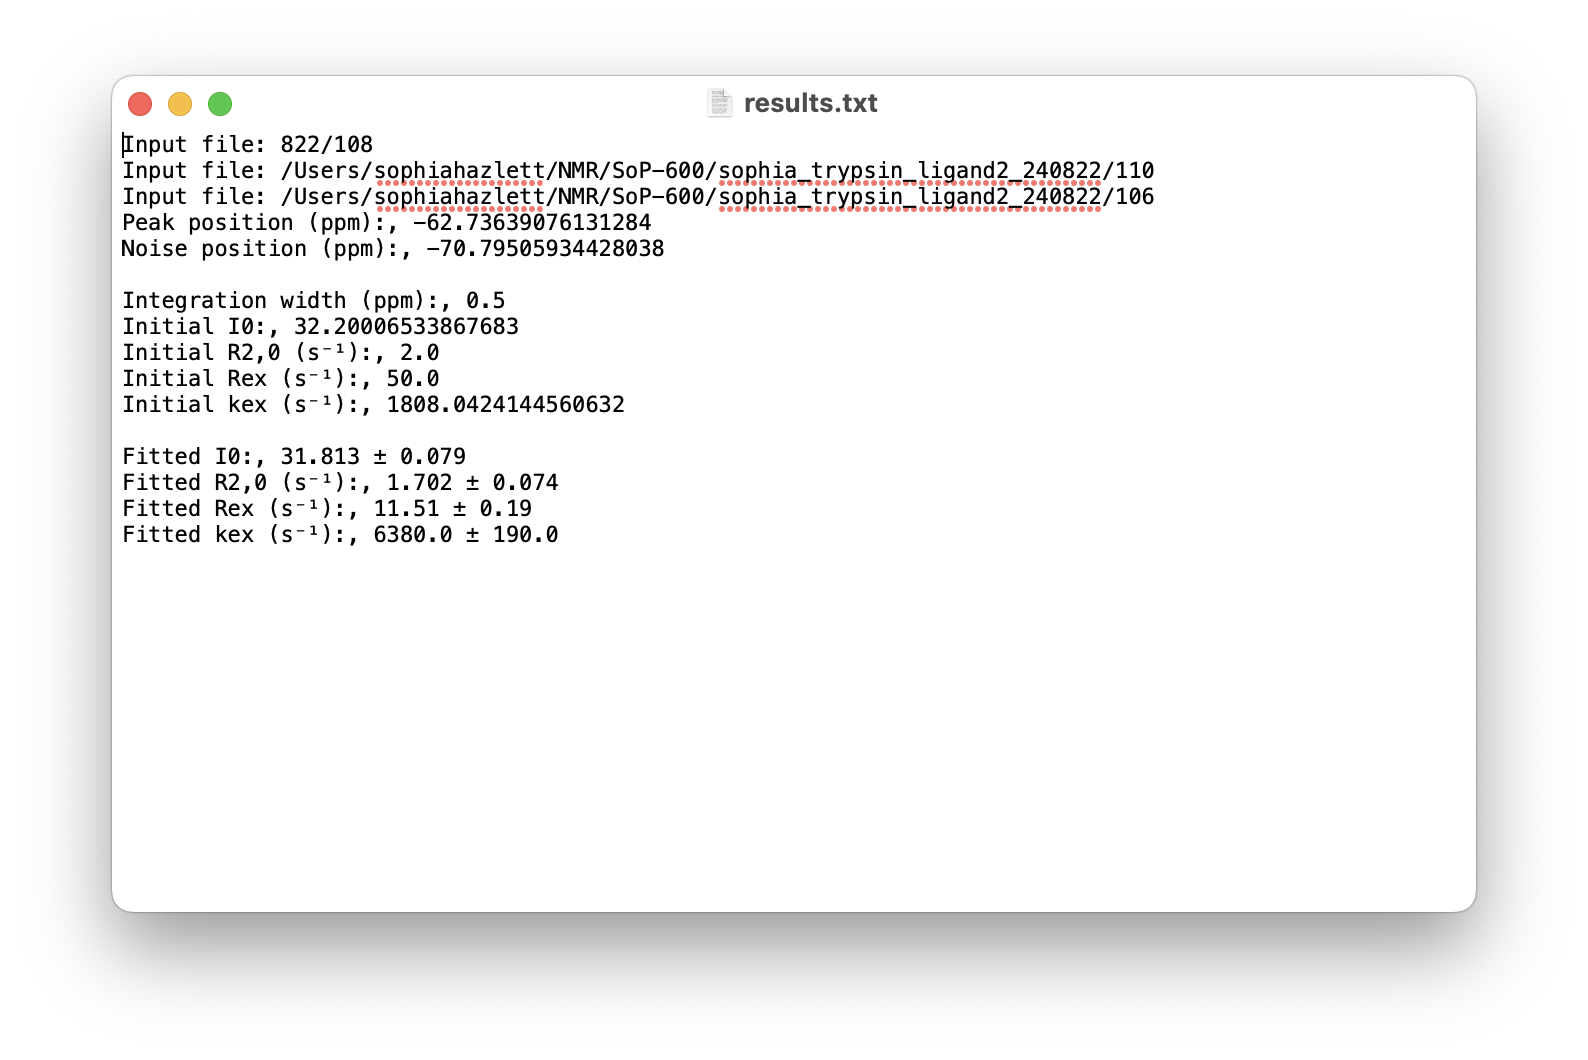 results.txt
Input file: 822/108
Input file: /Users/sophiahazlett/NMR/SoP-600/sophia_trypsin_ligand2_240822/110
Input file: /Users/sophiahazlett/NMR/SoP-600/sophia_trypsin_ligand2_240822/106
Peak position (ppm):, -62.73639076131284
Noise position (ppm):, -70.79505934428038
Integration width (ppm):, 0.5
Initial I0:, 32.20006533867683
Initial R2,0 (s⁻¹):, 2.0
Initial Rex (s⁻¹):, 50.0
Initial kex (s⁻¹):, 1808.0424144560632
Fitted I0:, 31.813 ± 0.079
Fitted R2,0 (s⁻¹):, 1.702 ± 0.074
Fitted Rex (s⁻¹):, 11.51 ± 0.19
Fitted kex (s⁻¹):, 6380.0 ± 190.0